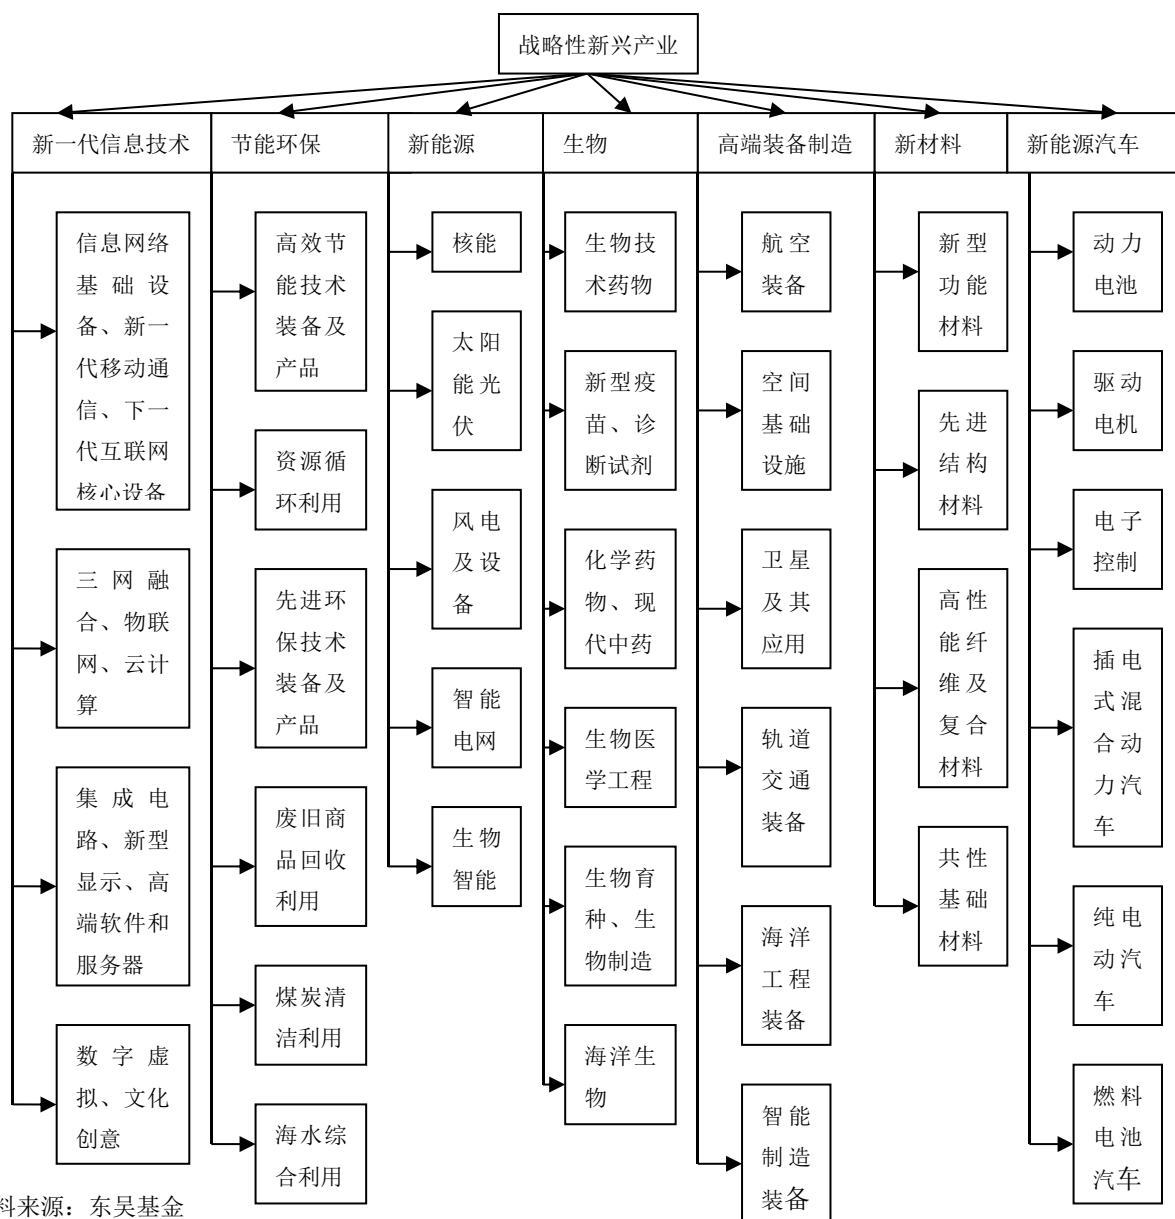 战略性新兴产业
新一代信息技术
节能环保
新能源
生物
高端装备制造
新材料
新能源汽车
信息网络
基础设
备、新一
代移动通
信、下一
代互联网
核心设备
三网融
合、物联
网、云计
算
集成电
路、新型
显示、高
端软件和
服务器
数字虚
拟、文化
创意
高效节
能技术
装备及
产品
资源循
环利用
先进环
保技术
装备及
产品
废旧商
品回收
利用
煤炭清
洁利用
海水综
合利用
核能
太阳
能光
伏
风电
及设
备
智能
电网
生物
智能
生物技
术药物
新型疫
苗、诊
断试剂
化学药
物、现
代中药
生物医
学工程
生物育
种、生
物制造
海洋生
物
航空
装备
空间
基础
设施
卫星
及其
应用
轨道
交通
装备
海洋
工程
装备
智能
制造
装备
新型
功能
材料
先进
结构
材料
高性
能纤
维及
复合
材料
共性
基础
材料
动力
电池
驱动
电机
电子
控制
插电
式混
合动
力汽
车
纯电
动汽
车
燃料
电池
汽车
料来源：东吴基金